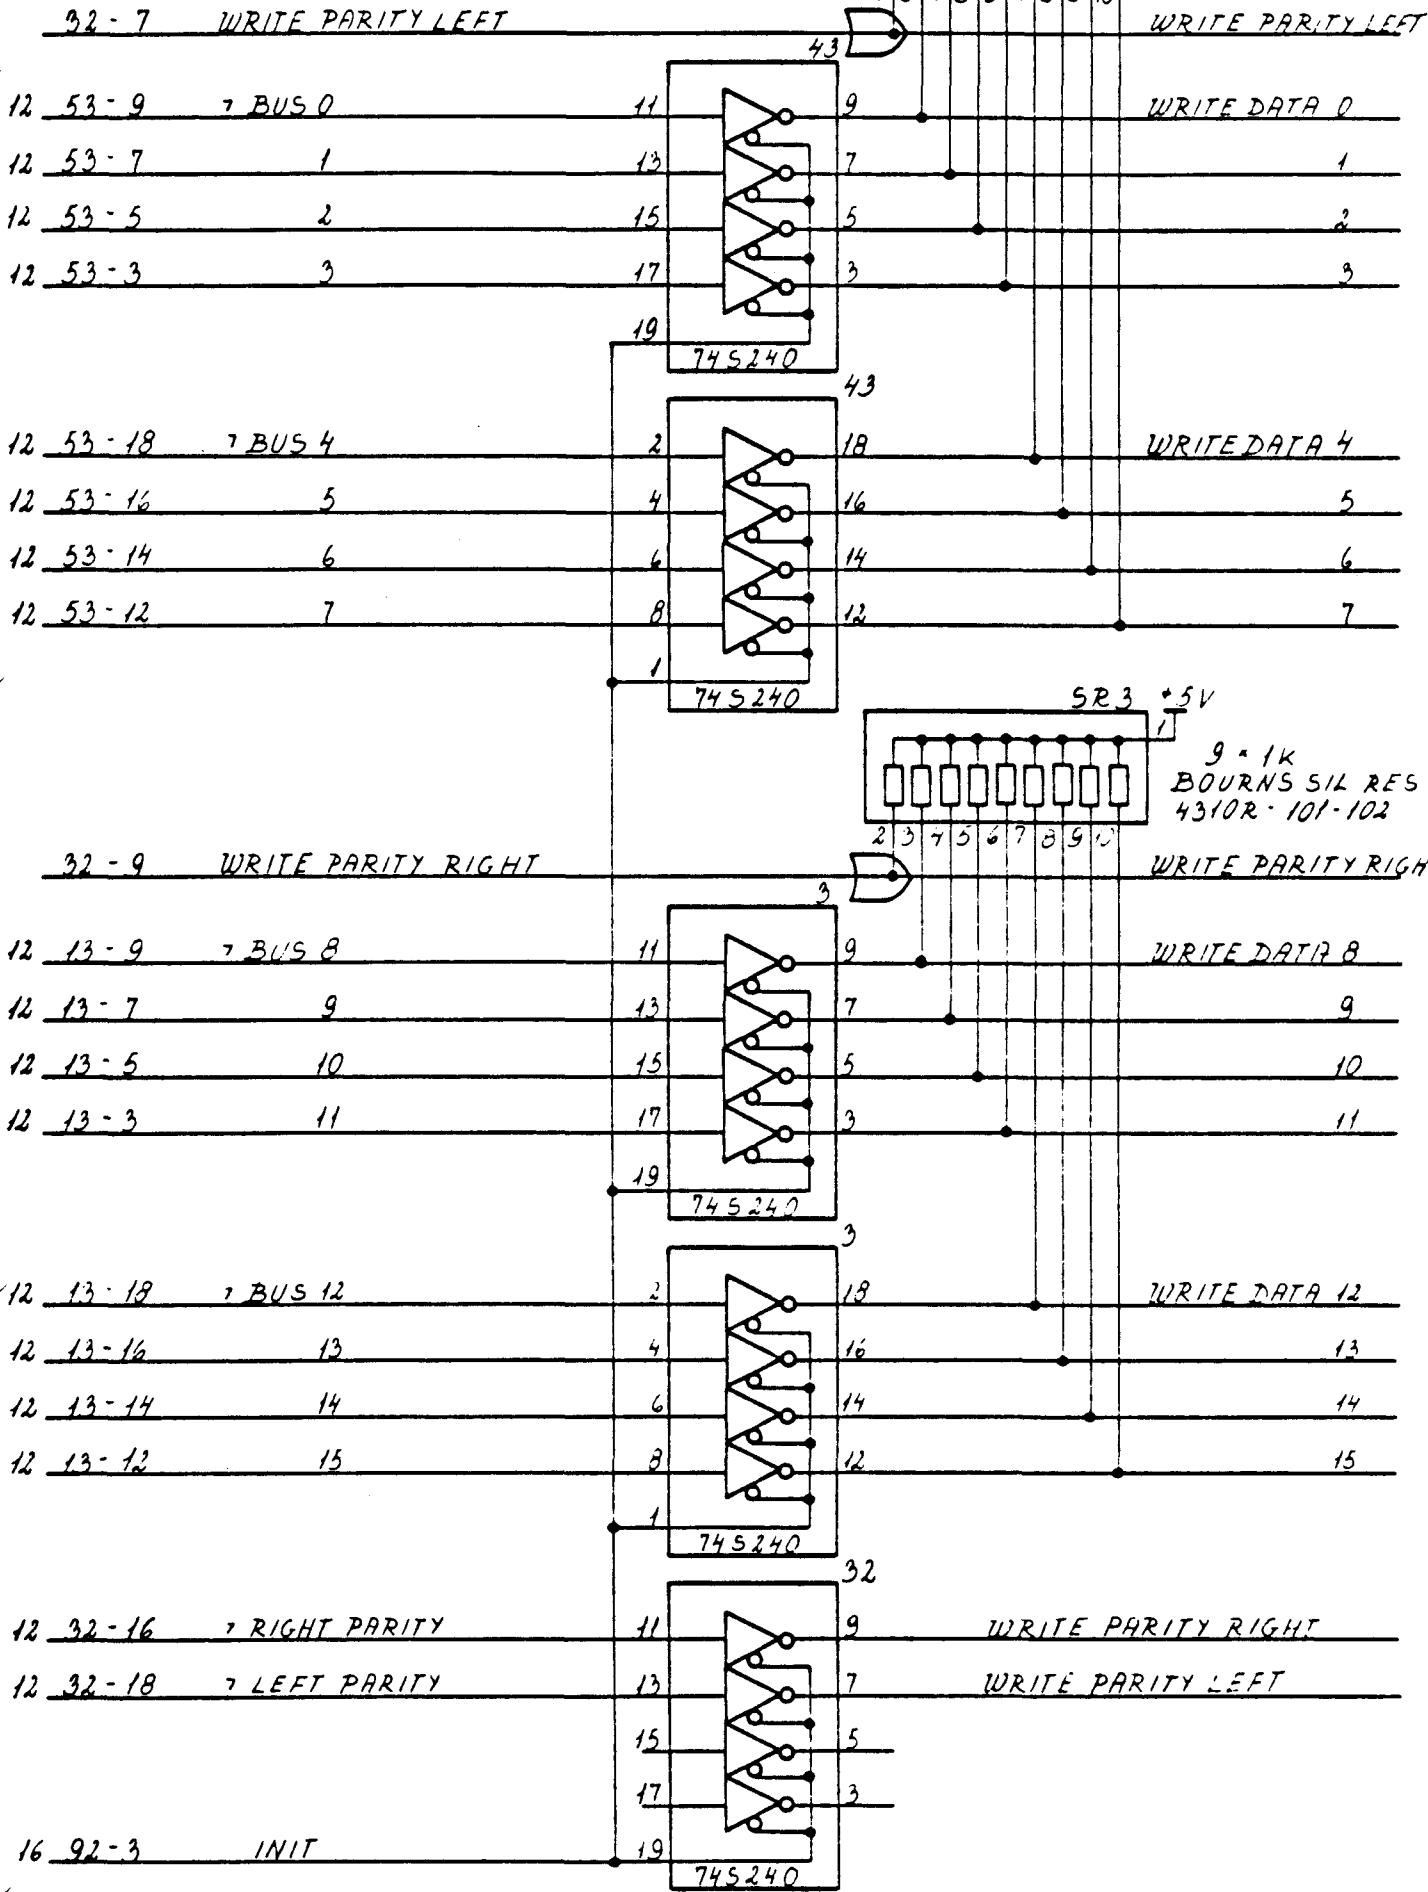 32-7 WRITE PARITY LEFT WRITE PARITY LEFT
43
12 53-9 ¬ BUS 0 11 9 WRITE DATA 0
12 53-7 1 13 7 1
12 53-5 2 15 5 2
12 53-3 3 17 3 3
19
74S240
43
12 53-18 ¬ BUS 4 2 18 WRITE DATA 4
12 53-16 5 4 16 5
12 53-14 6 6 14 6
12 53-12 7 8 12 7
1
74S240
SR3 +5V
1
9 * 1K
BOURNS SIL RES
4310R-101-102
2 3 4 5 6 7 8 9 10
32-9 WRITE PARITY RIGHT WRITE PARITY RIGH
3
12 13-9 ¬ BUS 8 11 9 WRITE DATA 8
12 13-7 9 13 7 9
12 13-5 10 15 5 10
12 13-3 11 17 3 11
19
74S240
3
12 13-18 ¬ BUS 12 2 18 WRITE DATA 12
12 13-16 13 4 16 13
12 13-14 14 6 14 14
12 13-12 15 8 12 15
1
74S240
32
12 32-16 ¬ RIGHT PARITY 11 9 WRITE PARITY RIGHT
12 32-18 ¬ LEFT PARITY 13 7 WRITE PARITY LEFT
15 5
17 3
16 92-3 INIT 19
74S240